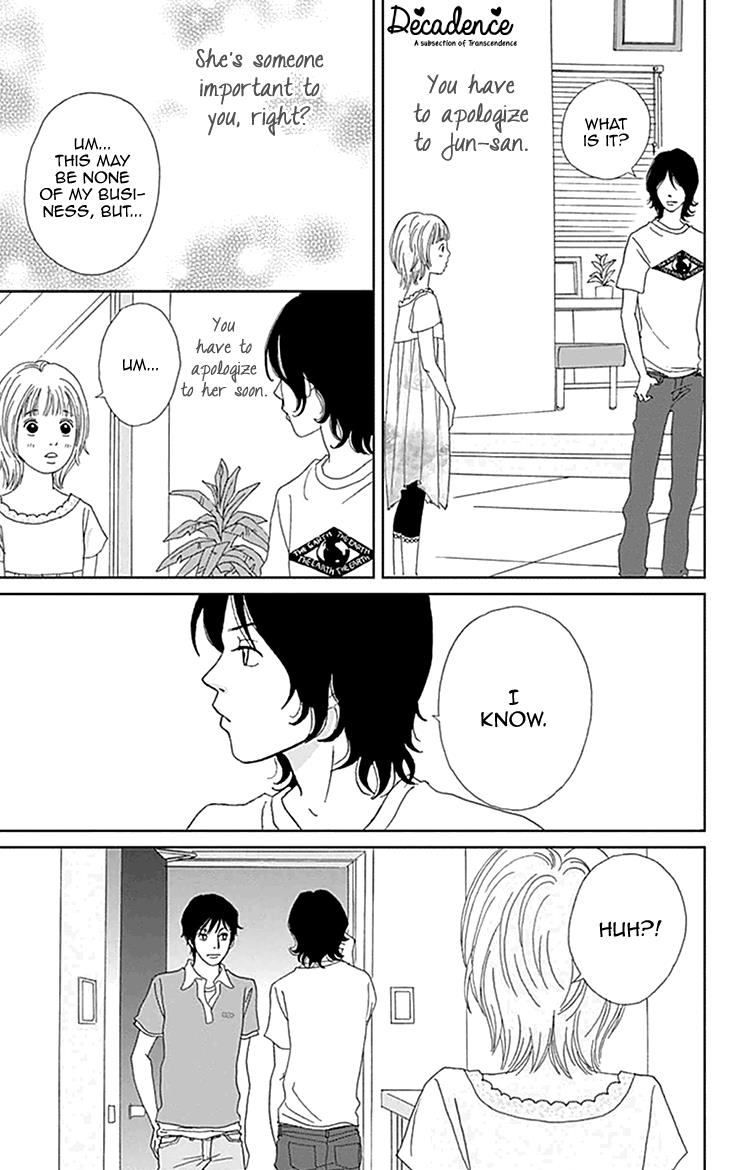 Decadence
A subsection of Transcendence
WHAT
IS IT?
You have
to apologize
to Jun-san.
She's someone
important to
you, right?
UM...
THIS MAY
BE NONE
OF MY BUSI-
NESS, BUT...
You
have to
apologize
to her soon.
UM...
THE EARTH
THE EARTH THE EARTH
I
KNOW.
HUH?!